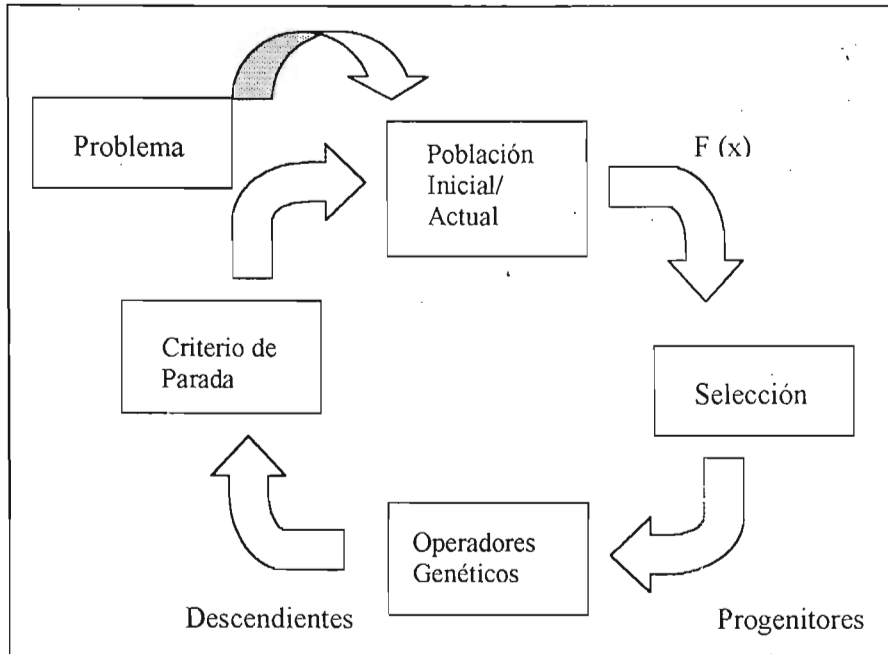 Problema
Población
Inicial/
Actual
F (x)
Criterio de
Parada
Selección
Operadores
Genéticos
Descendientes
Progenitores